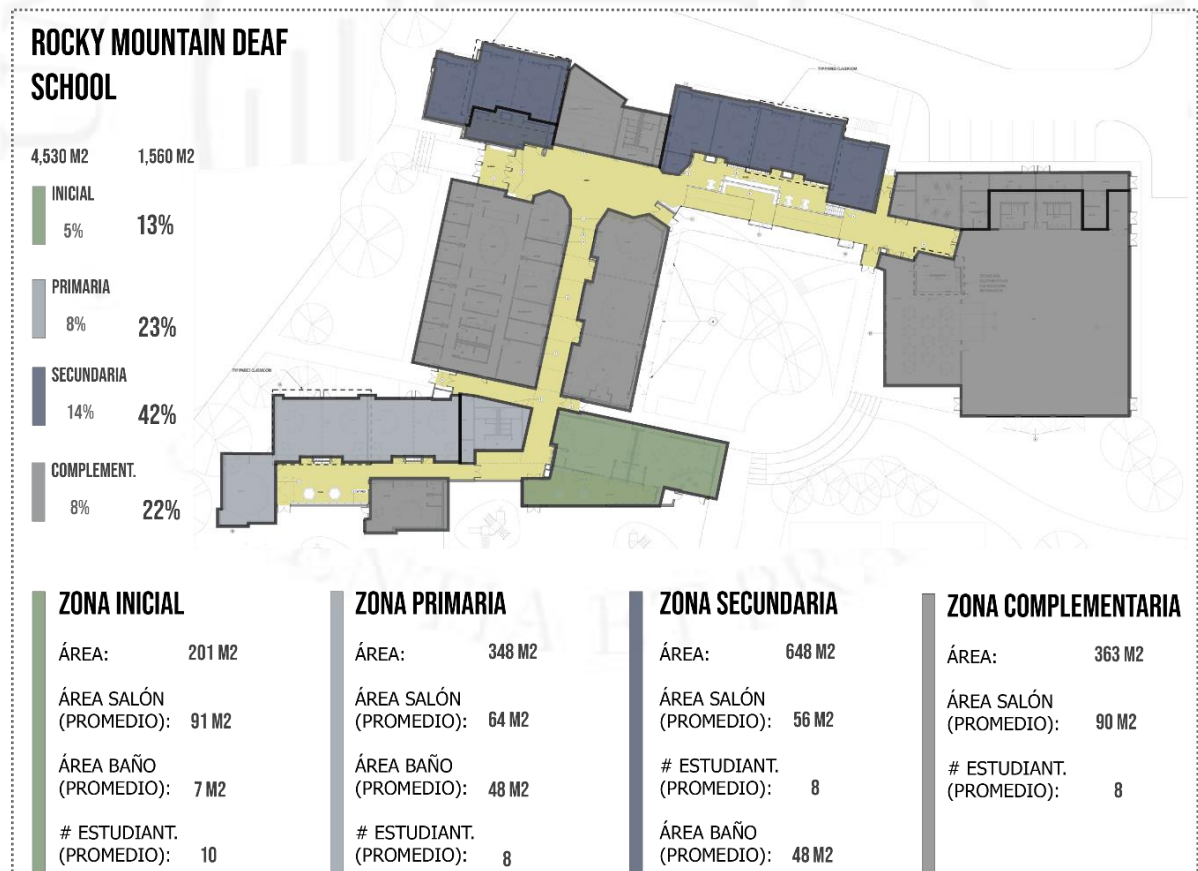 ROCKY MOUNTAIN DEAF
SCHOOL
4,530 M2 1,560 M2
INICIAL
5% 13%
PRIMARIA
8% 23%
SECUNDARIA
14% 42%
COMPLEMENT.
8% 22%
ZONA INICIAL
ÁREA: 201 M2
ÁREA SALÓN
(PROMEDIO): 91 M2
ÁREA BAÑO
(PROMEDIO): 7 M2
# ESTUDIANT.
(PROMEDIO): 10
ZONA PRIMARIA
ÁREA: 348 M2
ÁREA SALÓN
(PROMEDIO): 64 M2
ÁREA BAÑO
(PROMEDIO): 48 M2
# ESTUDIANT.
(PROMEDIO): 8
ZONA SECUNDARIA
ÁREA: 648 M2
ÁREA SALÓN
(PROMEDIO): 56 M2
# ESTUDIANT.
(PROMEDIO): 8
ÁREA BAÑO
(PROMEDIO): 48 M2
ZONA COMPLEMENTARIA
ÁREA: 363 M2
ÁREA SALÓN
(PROMEDIO): 90 M2
# ESTUDIANT.
(PROMEDIO): 8